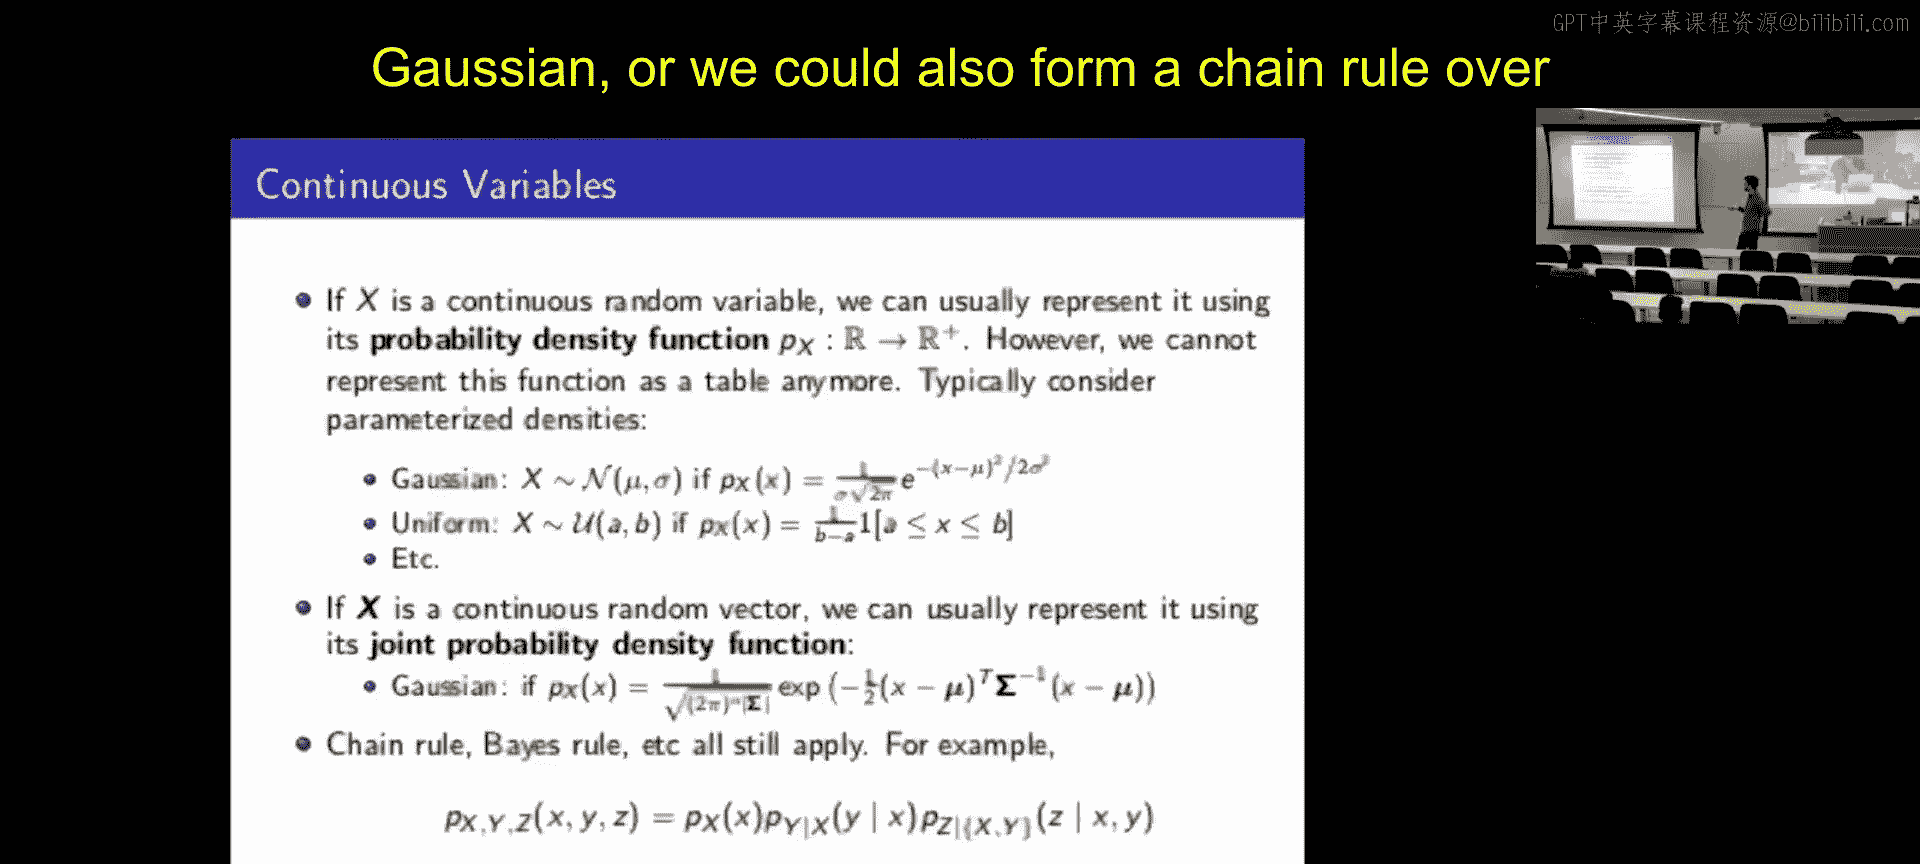 GPT中英字幕课程资源@bilibili.com
Gaussian, or we could also form a chain rule over
Continuous Variables
If X is a continuous random variable, we can usually represent it using
its probability density function p_X : ℝ → ℝ⁺. However, we cannot
represent this function as a table anymore. Typically consider
parameterized densities:
Gaussian: X ∼ 𝒩(μ, σ) if p_X(x) = 1/(σ√2π) e^{−(x−μ)²/2σ²}
Uniform: X ∼ 𝒰(a, b) if p_X(x) = 1/(b−a) 1[a ≤ x ≤ b]
Etc.
If X is a continuous random vector, we can usually represent it using
its joint probability density function:
Gaussian: if p_X(x) = 1/√((2π)ⁿ|Σ|) exp (−½(x − μ)ᵀΣ⁻¹(x − μ))
Chain rule, Bayes rule, etc all still apply. For example,
p_{X,Y,Z}(x, y, z) = p_X(x)p_{Y|X}(y | x)p_{Z|{X,Y}}(z | x, y)